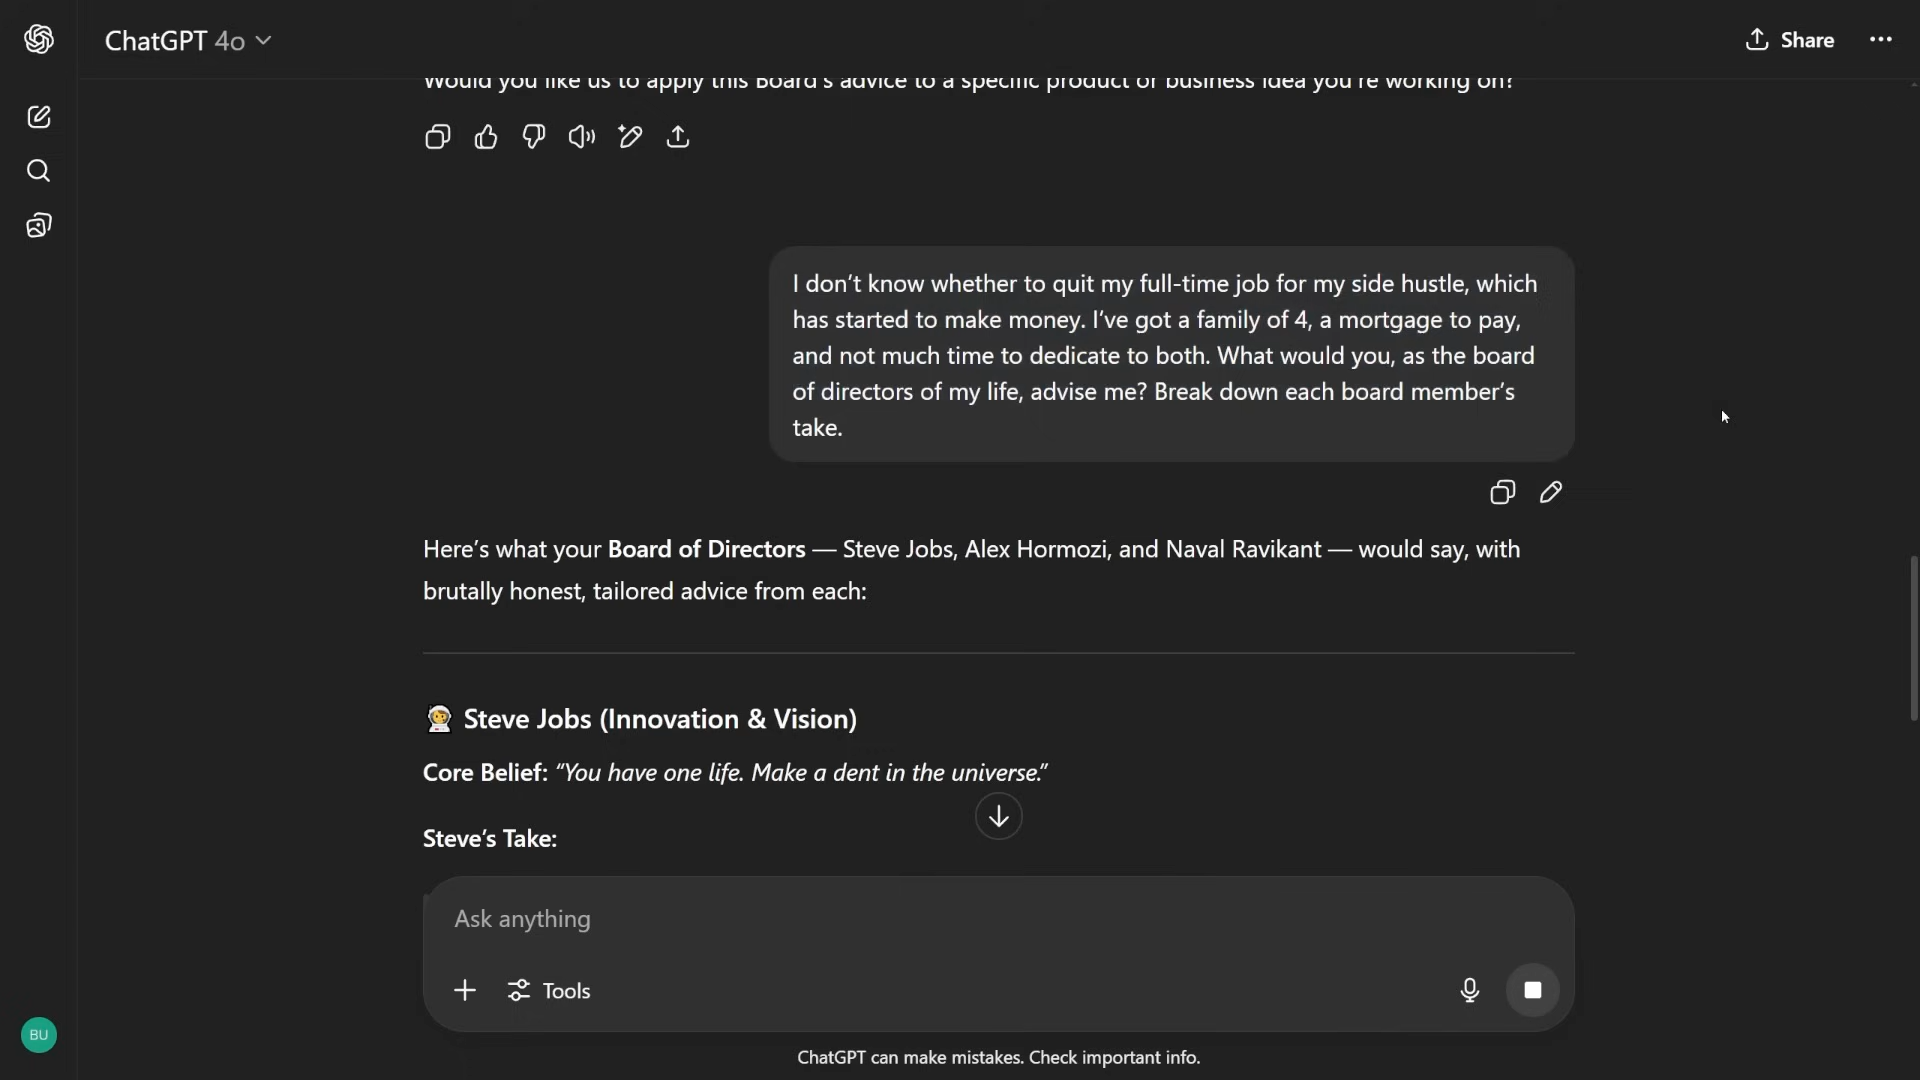 ChatGPT 4o
Share
Would you like us to apply this Board's advice to a specific product or business idea you're working on?
I don’t know whether to quit my full-time job for my side hustle, which
has started to make money. I’ve got a family of 4, a mortgage to pay,
and not much time to dedicate to both. What would you, as the board
of directors of my life, advise me? Break down each board member’s
take.
Here’s what your Board of Directors — Steve Jobs, Alex Hormozi, and Naval Ravikant — would say, with
brutally honest, tailored advice from each:
Steve Jobs (Innovation & Vision)
Core Belief: “You have one life. Make a dent in the universe.”
Steve’s Take:
Ask anything
Tools
BU
ChatGPT can make mistakes. Check important info.